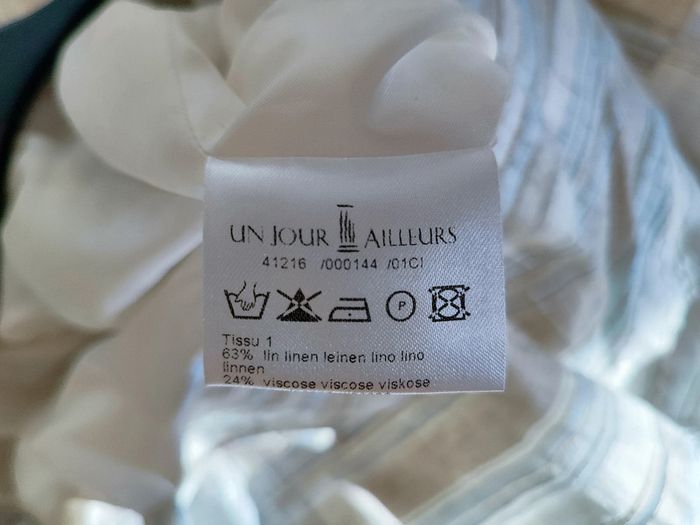 UN JOUR AILLEURS
41216 /000144 /01CI
P
Tissu 1
63% lin linen leinen lino lino
linnen
24% viscose viscose viskose